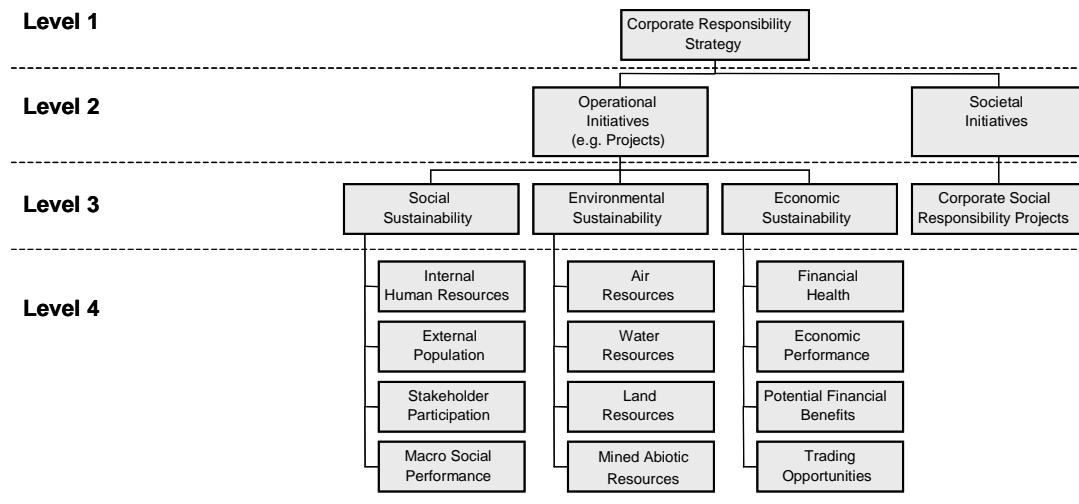 Level 1
Corporate Responsibility
Strategy
Level 2
Operational
Initiatives
(e.g. Projects)
Societal
Initiatives
Level 3
Social
Sustainability
Environmental
Sustainability
Economic
Sustainability
Corporate Social
Responsibility Projects
Level 4
Internal
Human Resources
Air
Resources
Financial
Health
External
Population
Water
Resources
Economic
Performance
Stakeholder
Participation
Land
Resources
Potential Financial
Benefits
Macro Social
Performance
Mined Abiotic
Resources
Trading
Opportunities